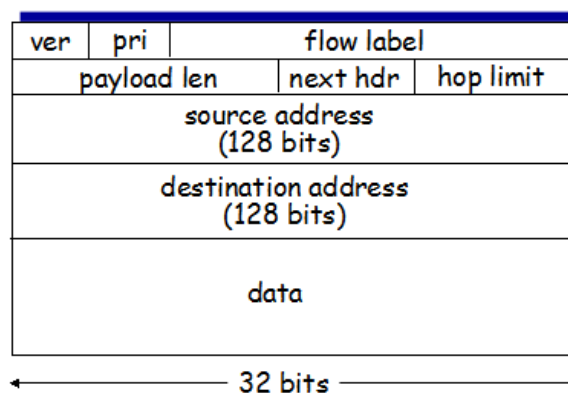 ver pri flow label
payload len next hdr hop limit
source address
(128 bits)
destination address
(128 bits)
data
32 bits